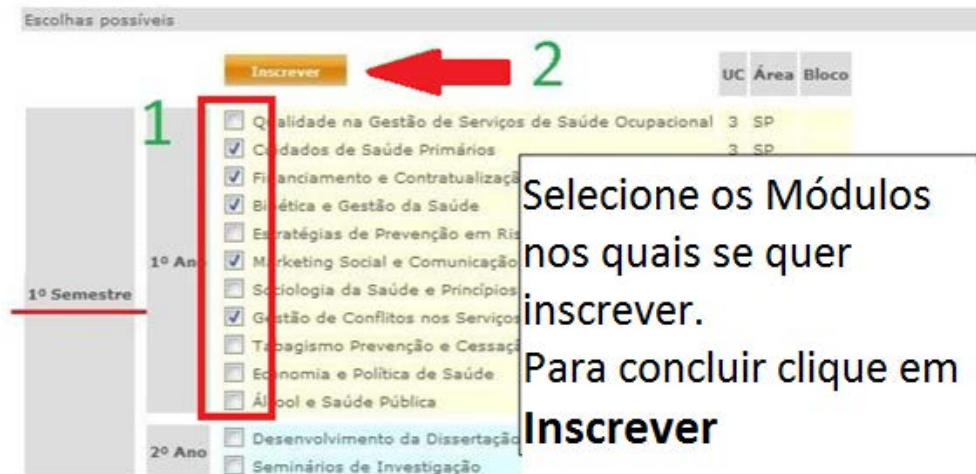 Escolhas possíveis
Inscrever
2
UC Área Bloco
1
Qualidade na Gestão de Serviços de Saúde Ocupacional 3 SP
Cuidados de Saúde Primários 3 SP
Financiamento e Contratualizaçã
Bioética e Gestão da Saúde
Estratégias de Prevenção em Ris
1º Ano
Marketing Social e Comunicação
1º Semestre
Sociologia da Saúde e Princípios
Gestão de Conflitos nos Serviços
Tabagismo Prevenção e Cessaçã
Economia e Política de Saúde
Álcool e Saúde Pública
2º Ano
Desenvolvimento da Dissertação
Seminários de Investigação
Selecione os Módulos
nos quais se quer
inscrever.
Para concluir clique em
Inscrever